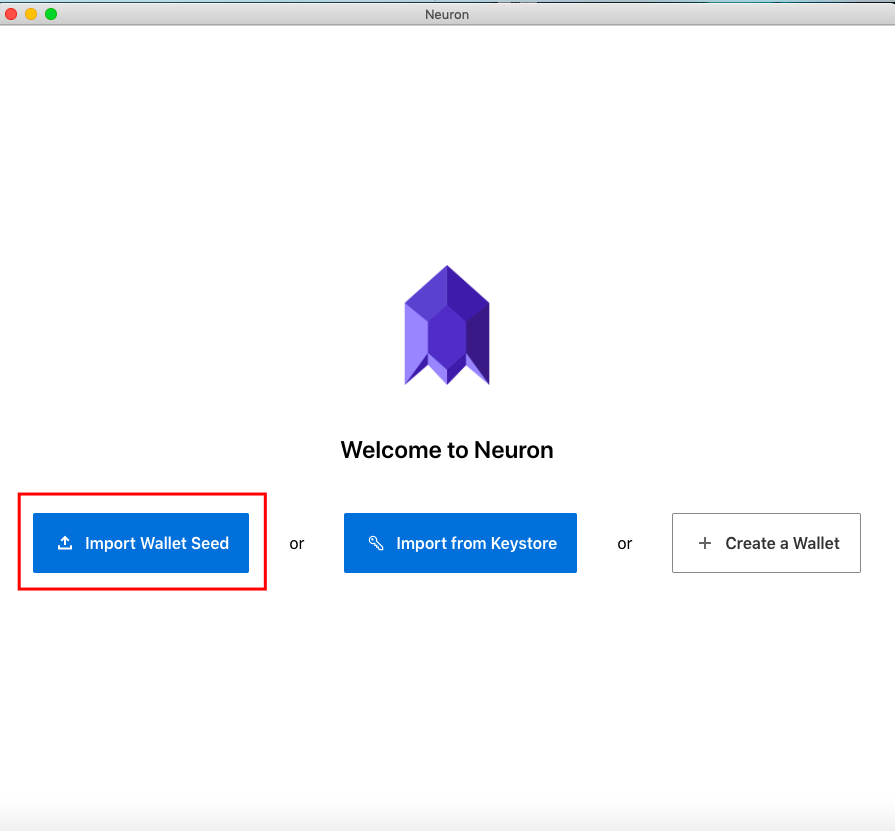 Neuron
Welcome to Neuron
Import Wallet Seed or Import from Keystore or + Create a Wallet